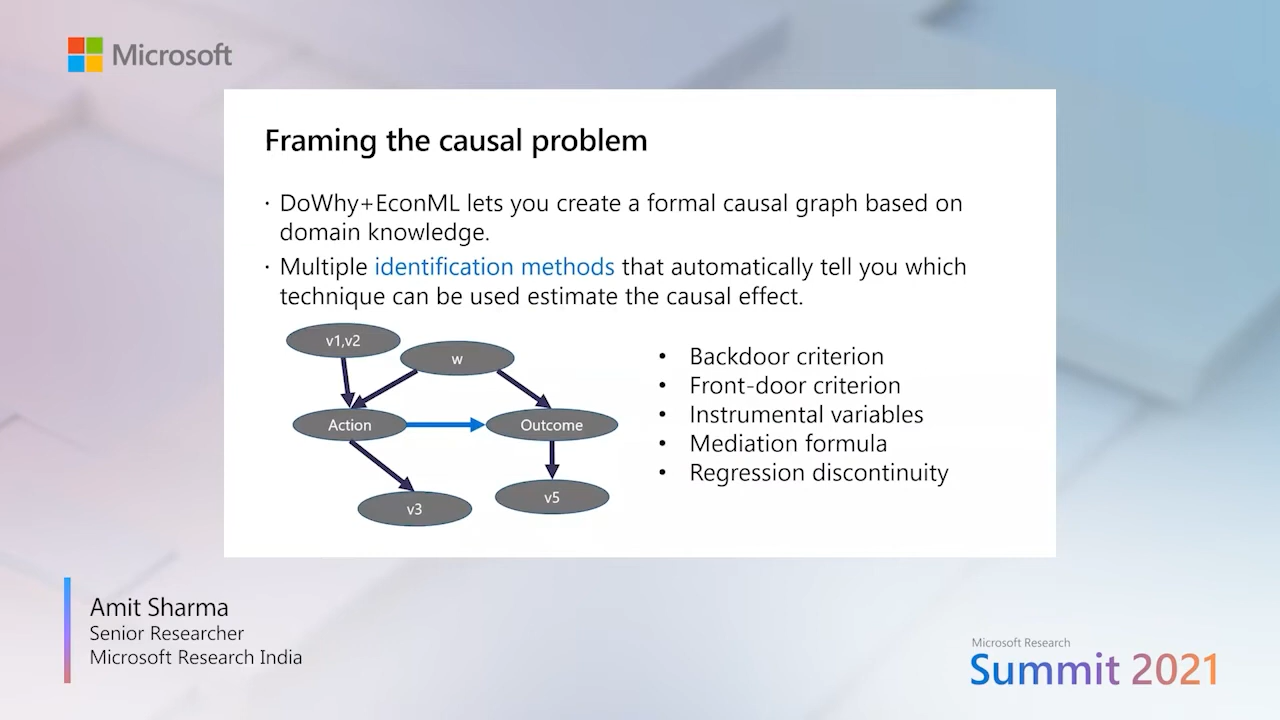 Microsoft
Framing the causal problem
· DoWhy+EconML lets you create a formal causal graph based on
domain knowledge.
· Multiple identification methods that automatically tell you which
technique can be used estimate the causal effect.
v1,v2
w
Action
Outcome
v3
v5
• Backdoor criterion
• Front-door criterion
• Instrumental variables
• Mediation formula
• Regression discontinuity
Amit Sharma
Senior Researcher
Microsoft Research India
Microsoft Research
Summit 2021